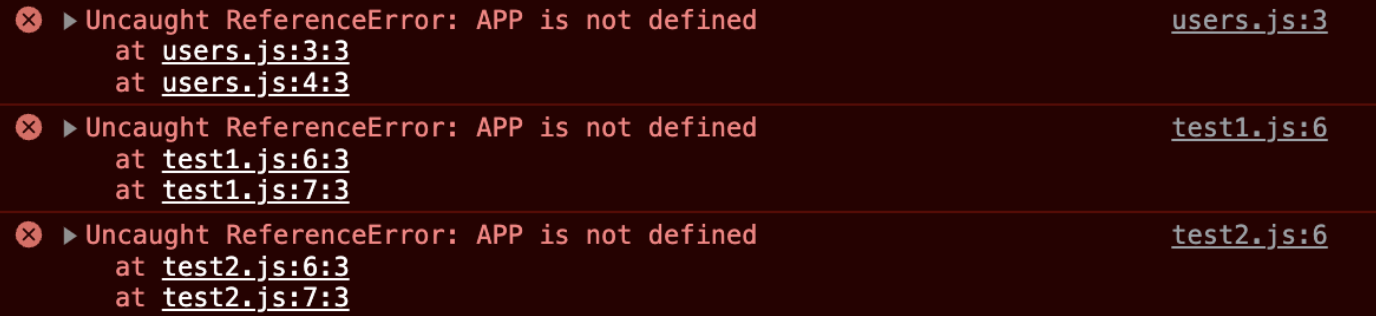 Uncaught ReferenceError: APP is not defined users.js:3
at users.js:3:3
at users.js:4:3
Uncaught ReferenceError: APP is not defined test1.js:6
at test1.js:6:3
at test1.js:7:3
Uncaught ReferenceError: APP is not defined test2.js:6
at test2.js:6:3
at test2.js:7:3